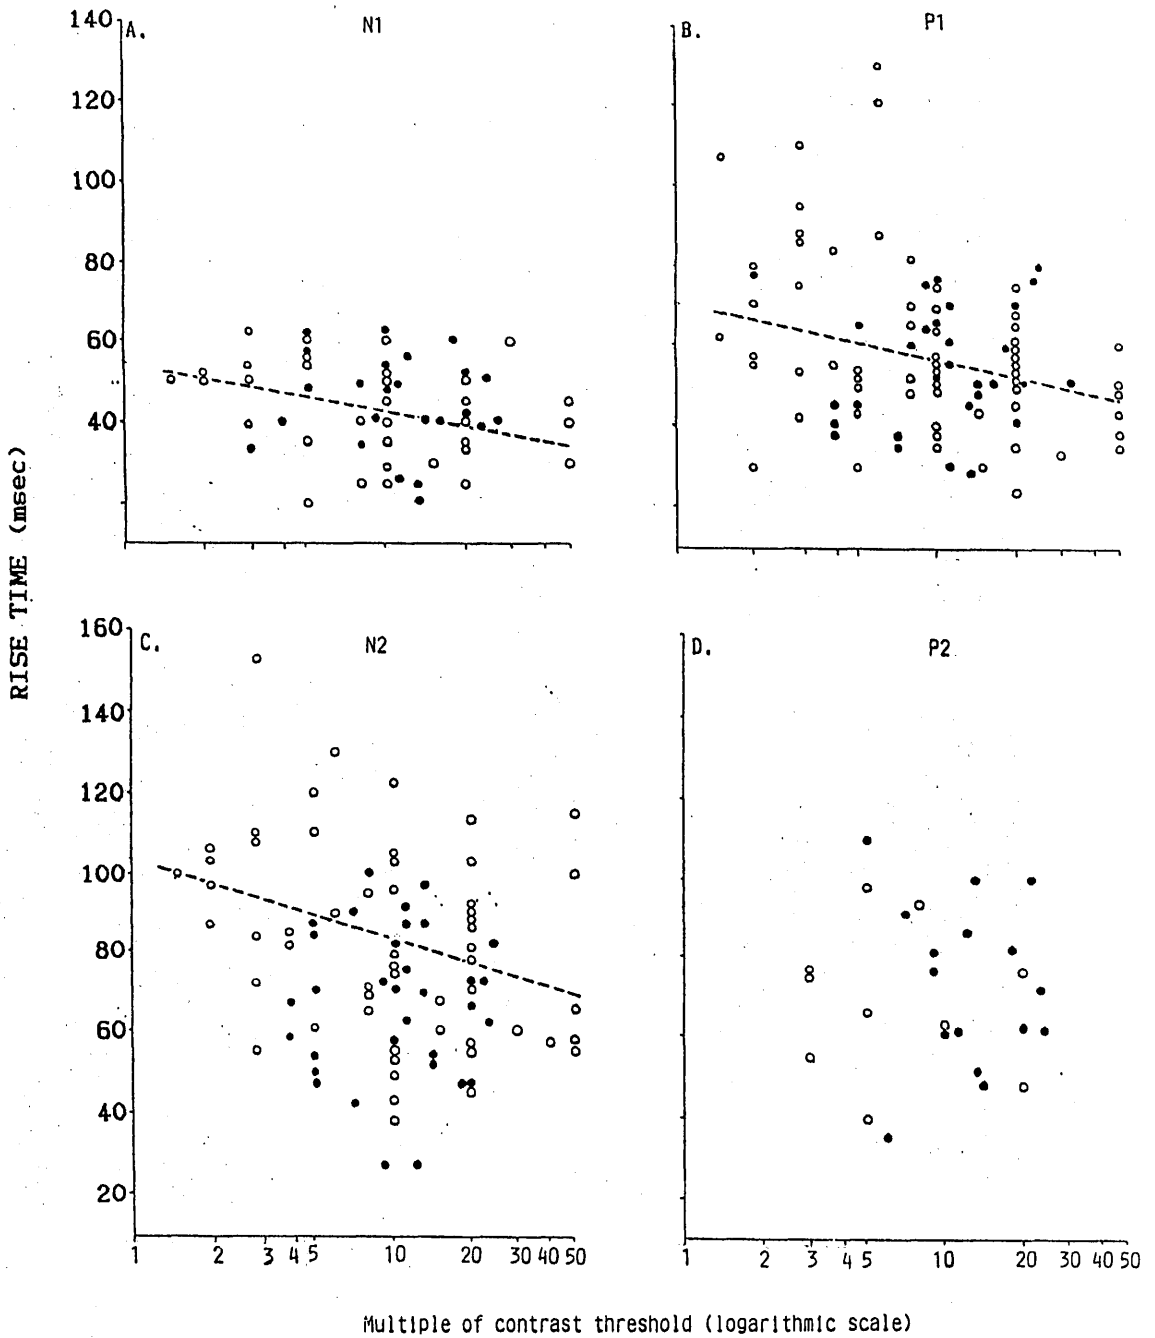 140
A.
N1
B.
P1
120
100
80
60
40
RISE TIME (msec)
160
C.
N2
D.
P2
140
120
100
80
60
40
20
1 2 3 4 5 10 20 30 40 50
1 2 3 4 5 10 20 30 40 50
Multiple of contrast threshold (logarithmic scale)